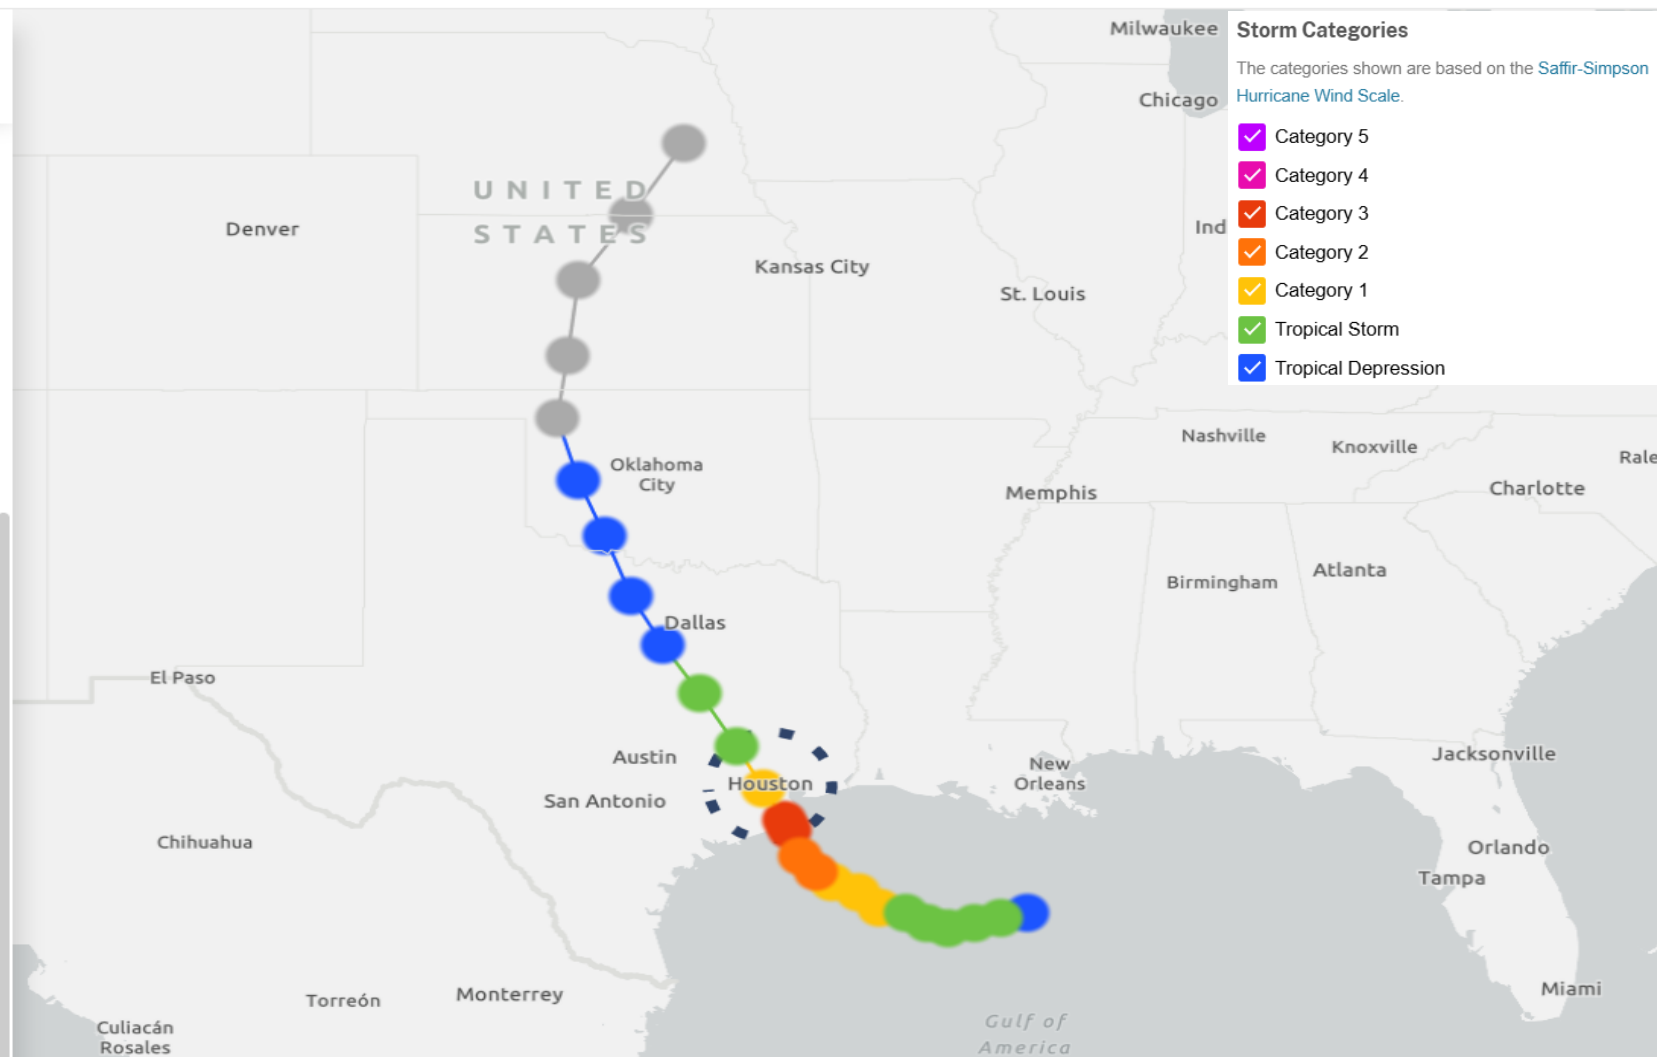 Milwaukee
Chicago
UNITED
STATES
Denver
Ind
Kansas City
St. Louis
Nashville
Knoxville
Rale
Oklahoma
City
Memphis
Charlotte
Birmingham
Atlanta
Dallas
El Paso
Austin
Houston
New
Orleans
Jacksonville
San Antonio
Chihuahua
Orlando
Tampa
Torreón
Monterrey
Miami
Culiacán
Rosales
Gulf of
America
Storm Categories
The categories shown are based on the Saffir-Simpson
Hurricane Wind Scale.
Category 5
Category 4
Category 3
Category 2
Category 1
Tropical Storm
Tropical Depression